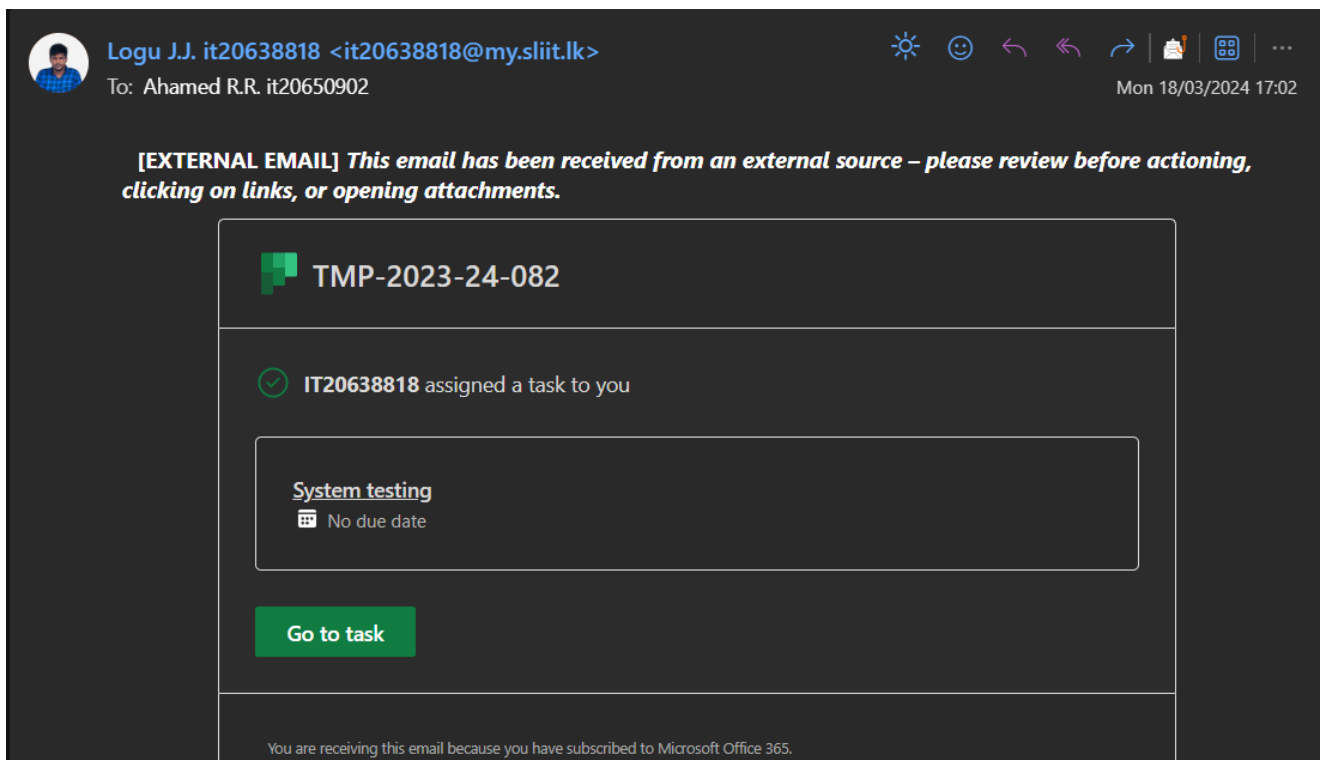 Logu J.J. it20638818 <it20638818@my.sliit.lk>
To: Ahamed R.R. it20650902
Mon 18/03/2024 17:02
[EXTERNAL EMAIL] This email has been received from an external source – please review before actioning,
clicking on links, or opening attachments.
TMP-2023-24-082
IT20638818 assigned a task to you
System testing
No due date
Go to task
You are receiving this email because you have subscribed to Microsoft Office 365.